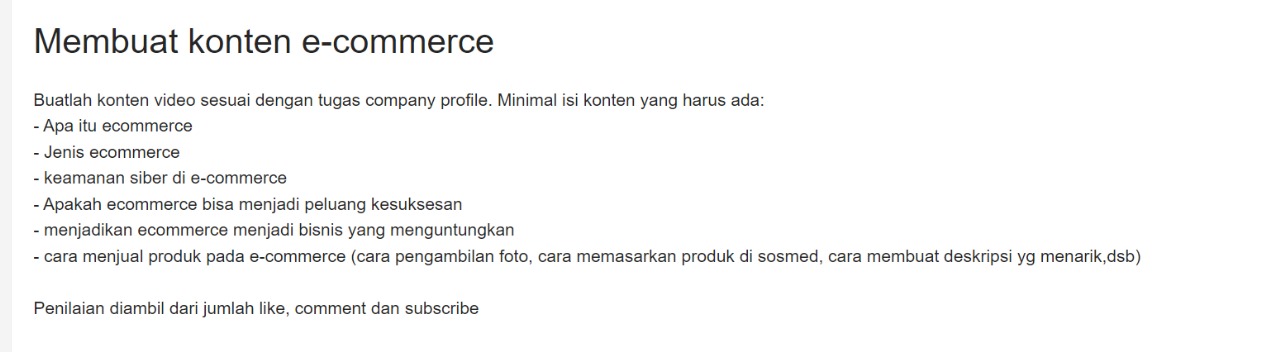 Membuat konten e-commerce
Buatlah konten video sesuai dengan tugas company profile. Minimal isi konten yang harus ada:
- Apa itu ecommerce
- Jenis ecommerce
- keamanan siber di e-commerce
- Apakah ecommerce bisa menjadi peluang kesuksesan
- menjadikan ecommerce menjadi bisnis yang menguntungkan
- cara menjual produk pada e-commerce (cara pengambilan foto, cara memasarkan produk di sosmed, cara membuat deskripsi yg menarik,dsb)
Penilaian diambil dari jumlah like, comment dan subscribe